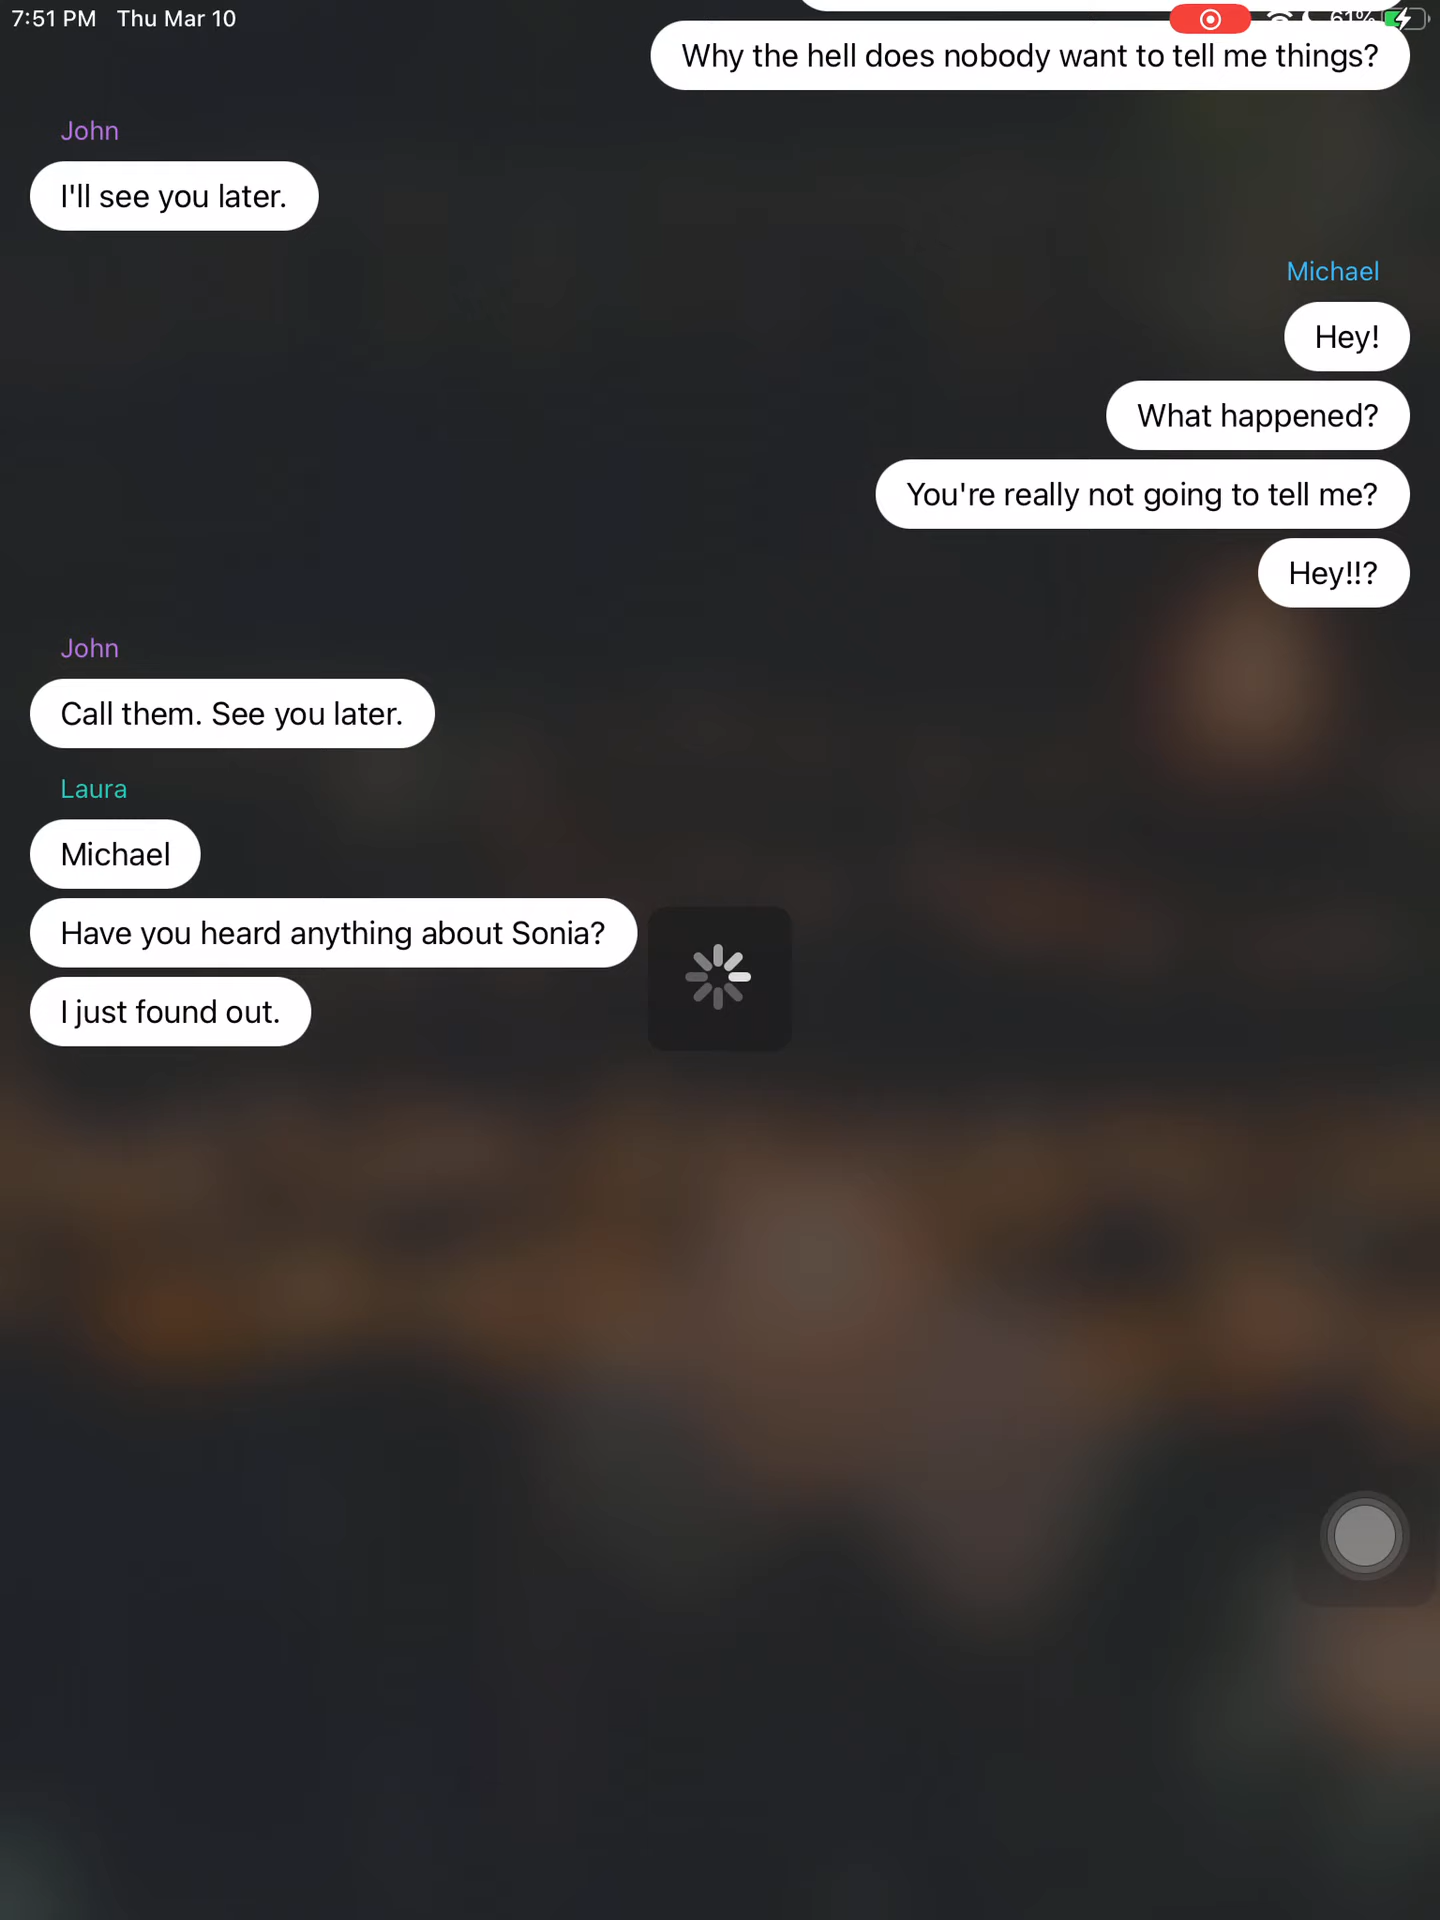 7:51 PM Thu Mar 10
61%
Why the hell does nobody want to tell me things?
John
I'll see you later.
Michael
Hey!
What happened?
You're really not going to tell me?
Hey!!?
John
Call them. See you later.
Laura
Michael
Have you heard anything about Sonia?
I just found out.